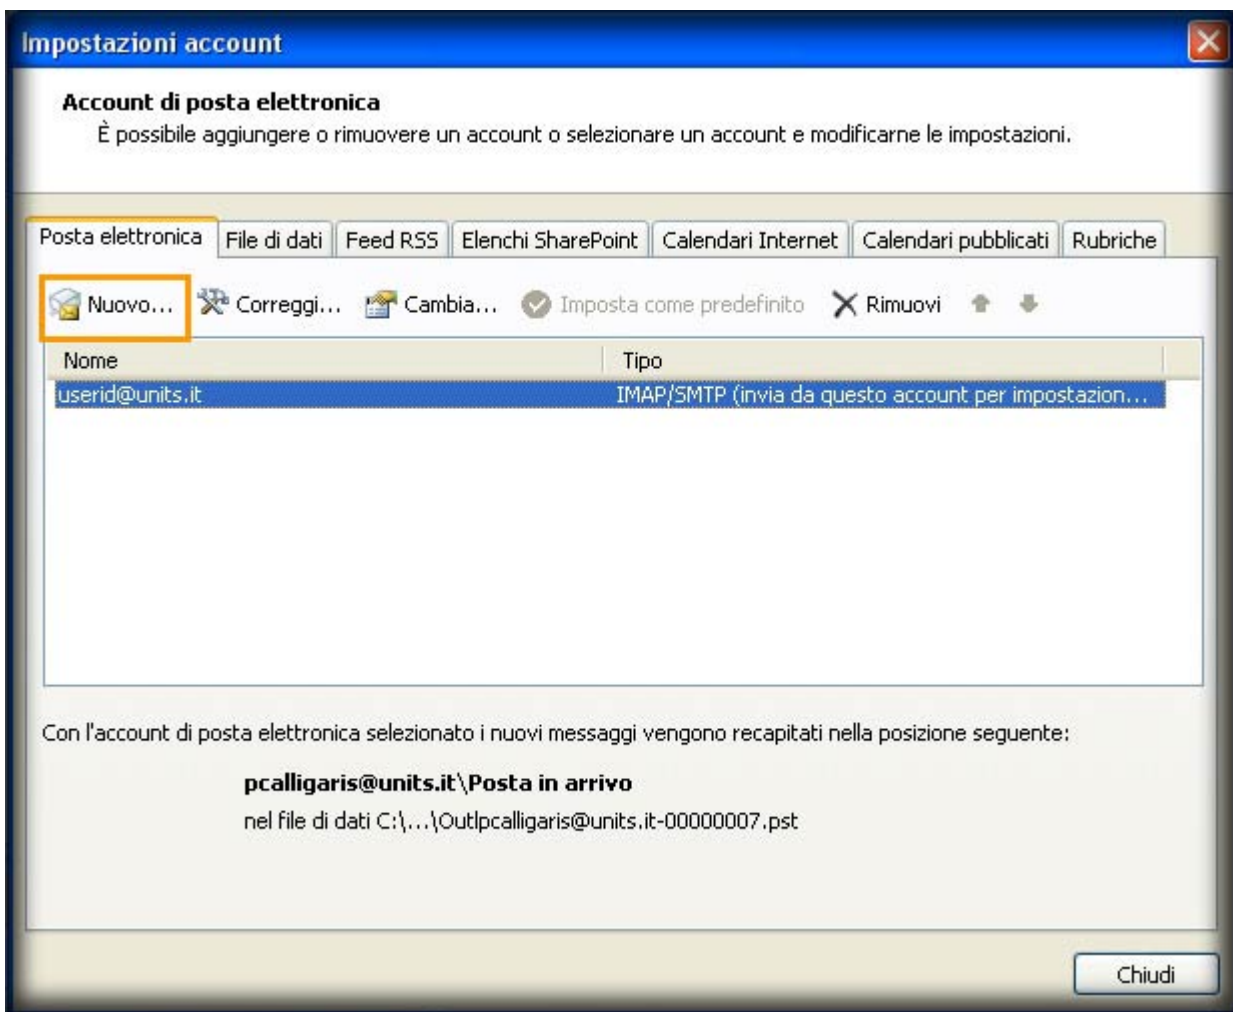 Impostazioni account
Account di posta elettronica
È possibile aggiungere o rimuovere un account o selezionare un account e modificarne le impostazioni.
Posta elettronica File di dati Feed RSS Elenchi SharePoint Calendari Internet Calendari pubblicati Rubriche
Nuovo... Correggi... Cambia... Imposta come predefinito Rimuovi
Nome Tipo
userid@units.it IMAP/SMTP (invia da questo account per impostazion...
Con l'account di posta elettronica selezionato i nuovi messaggi vengono recapitati nella posizione seguente:
pcalligaris@units.it\Posta in arrivo
nel file di dati C:\...\Outlpcalligaris@units.it-00000007.pst
Chiudi